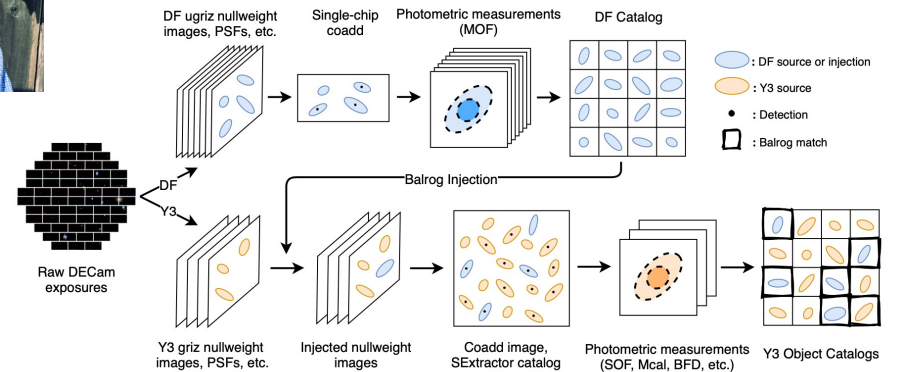 DF ugriz nullweight
images, PSFs, etc.
Single-chip
coadd
Photometric measurements
(MOF)
DF Catalog
: DF source or injection
: Y3 source
: Detection
: Balrog match
DF
Y3
Balrog Injection
Raw DECam
exposures
Y3 griz nullweight
images, PSFs, etc.
Injected nullweight
images
Coadd image,
SExtractor catalog
Photometric measurements
(SOF, Mcal, BFD, etc.)
Y3 Object Catalogs